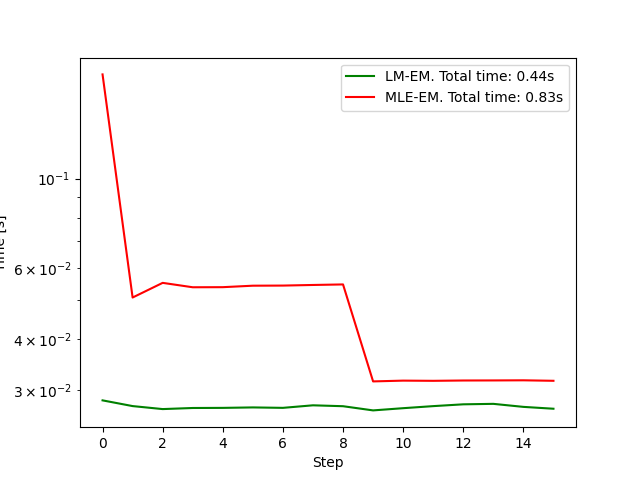 LM-EM. Total time: 0.44s
MLE-EM. Total time: 0.83s
10⁻¹
6 × 10⁻²
4 × 10⁻²
3 × 10⁻²
0 2 4 6 8 10 12 14
Step